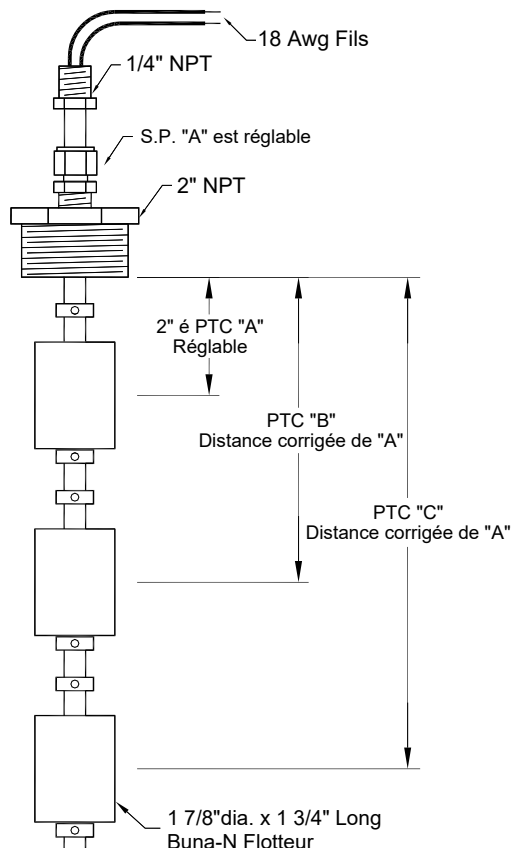 18 Awg Fils
1/4" NPT
S.P. "A" est réglable
2" NPT
2" é PTC "A"
Réglable
PTC "B"
Distance corrigée de "A"
PTC "C"
Distance corrigée de "A"
1 7/8"dia. x 1 3/4" Long
Buna-N Flotteur